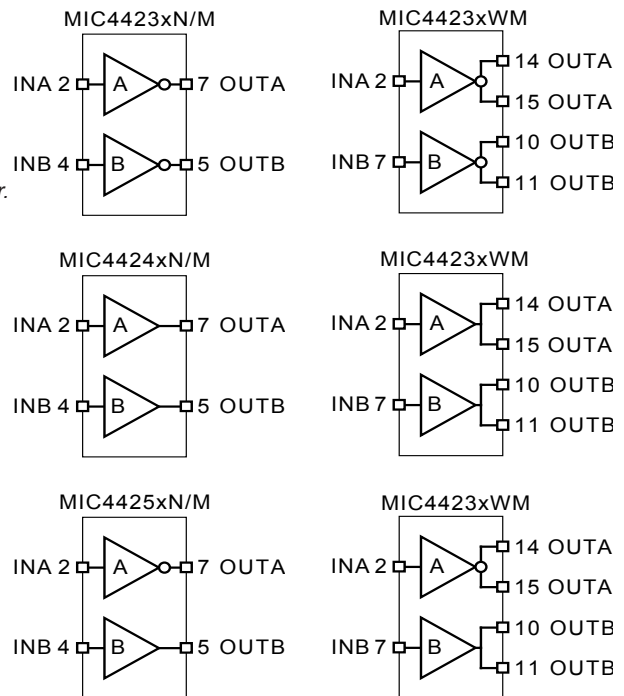 MIC4423xN/M
INA 2
A
7 OUTA
INB 4
B
5 OUTB
MIC4423xWM
INA 2
A
14 OUTA
15 OUTA
INB 7
B
10 OUTB
11 OUTB
r.
MIC4424xN/M
INA 2
A
7 OUTA
INB 4
B
5 OUTB
MIC4423xWM
INA 2
A
14 OUTA
15 OUTA
INB 7
B
10 OUTB
11 OUTB
MIC4425xN/M
INA 2
A
7 OUTA
INB 4
B
5 OUTB
MIC4423xWM
INA 2
A
14 OUTA
15 OUTA
INB 7
B
10 OUTB
11 OUTB